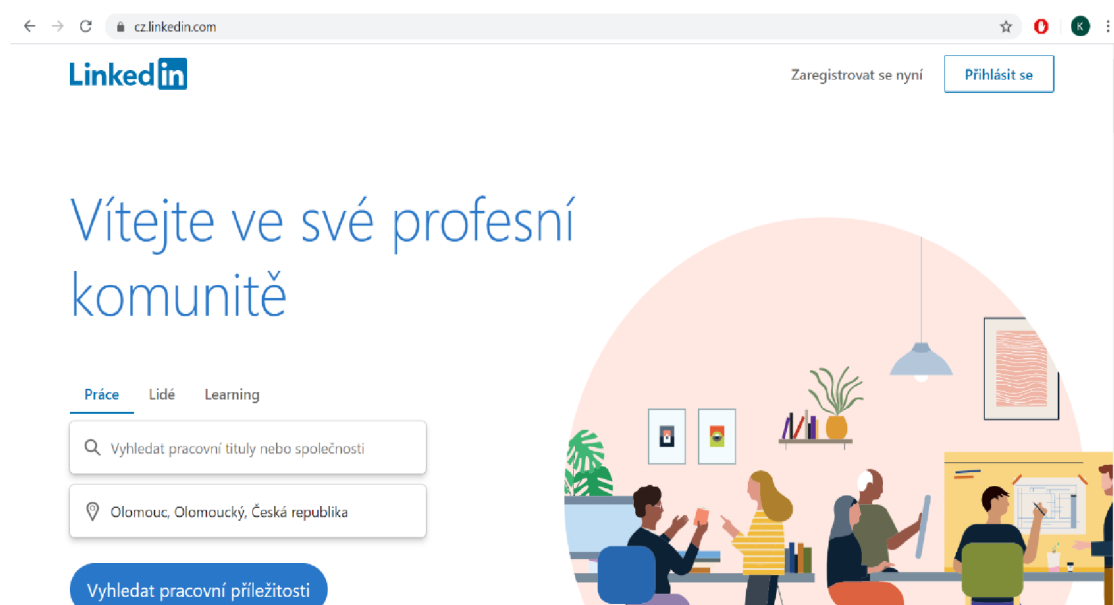 cz.linkedin.com
K
Linkedin
Zaregistrovat se nyní
Přihlásit se
Vítejte ve své profesní
komunitě
Práce Lidé Learning
Vyhledat pracovní tituly nebo společnosti
Olomouc, Olomoucký, Česká republika
Vyhledat pracovní příležitosti